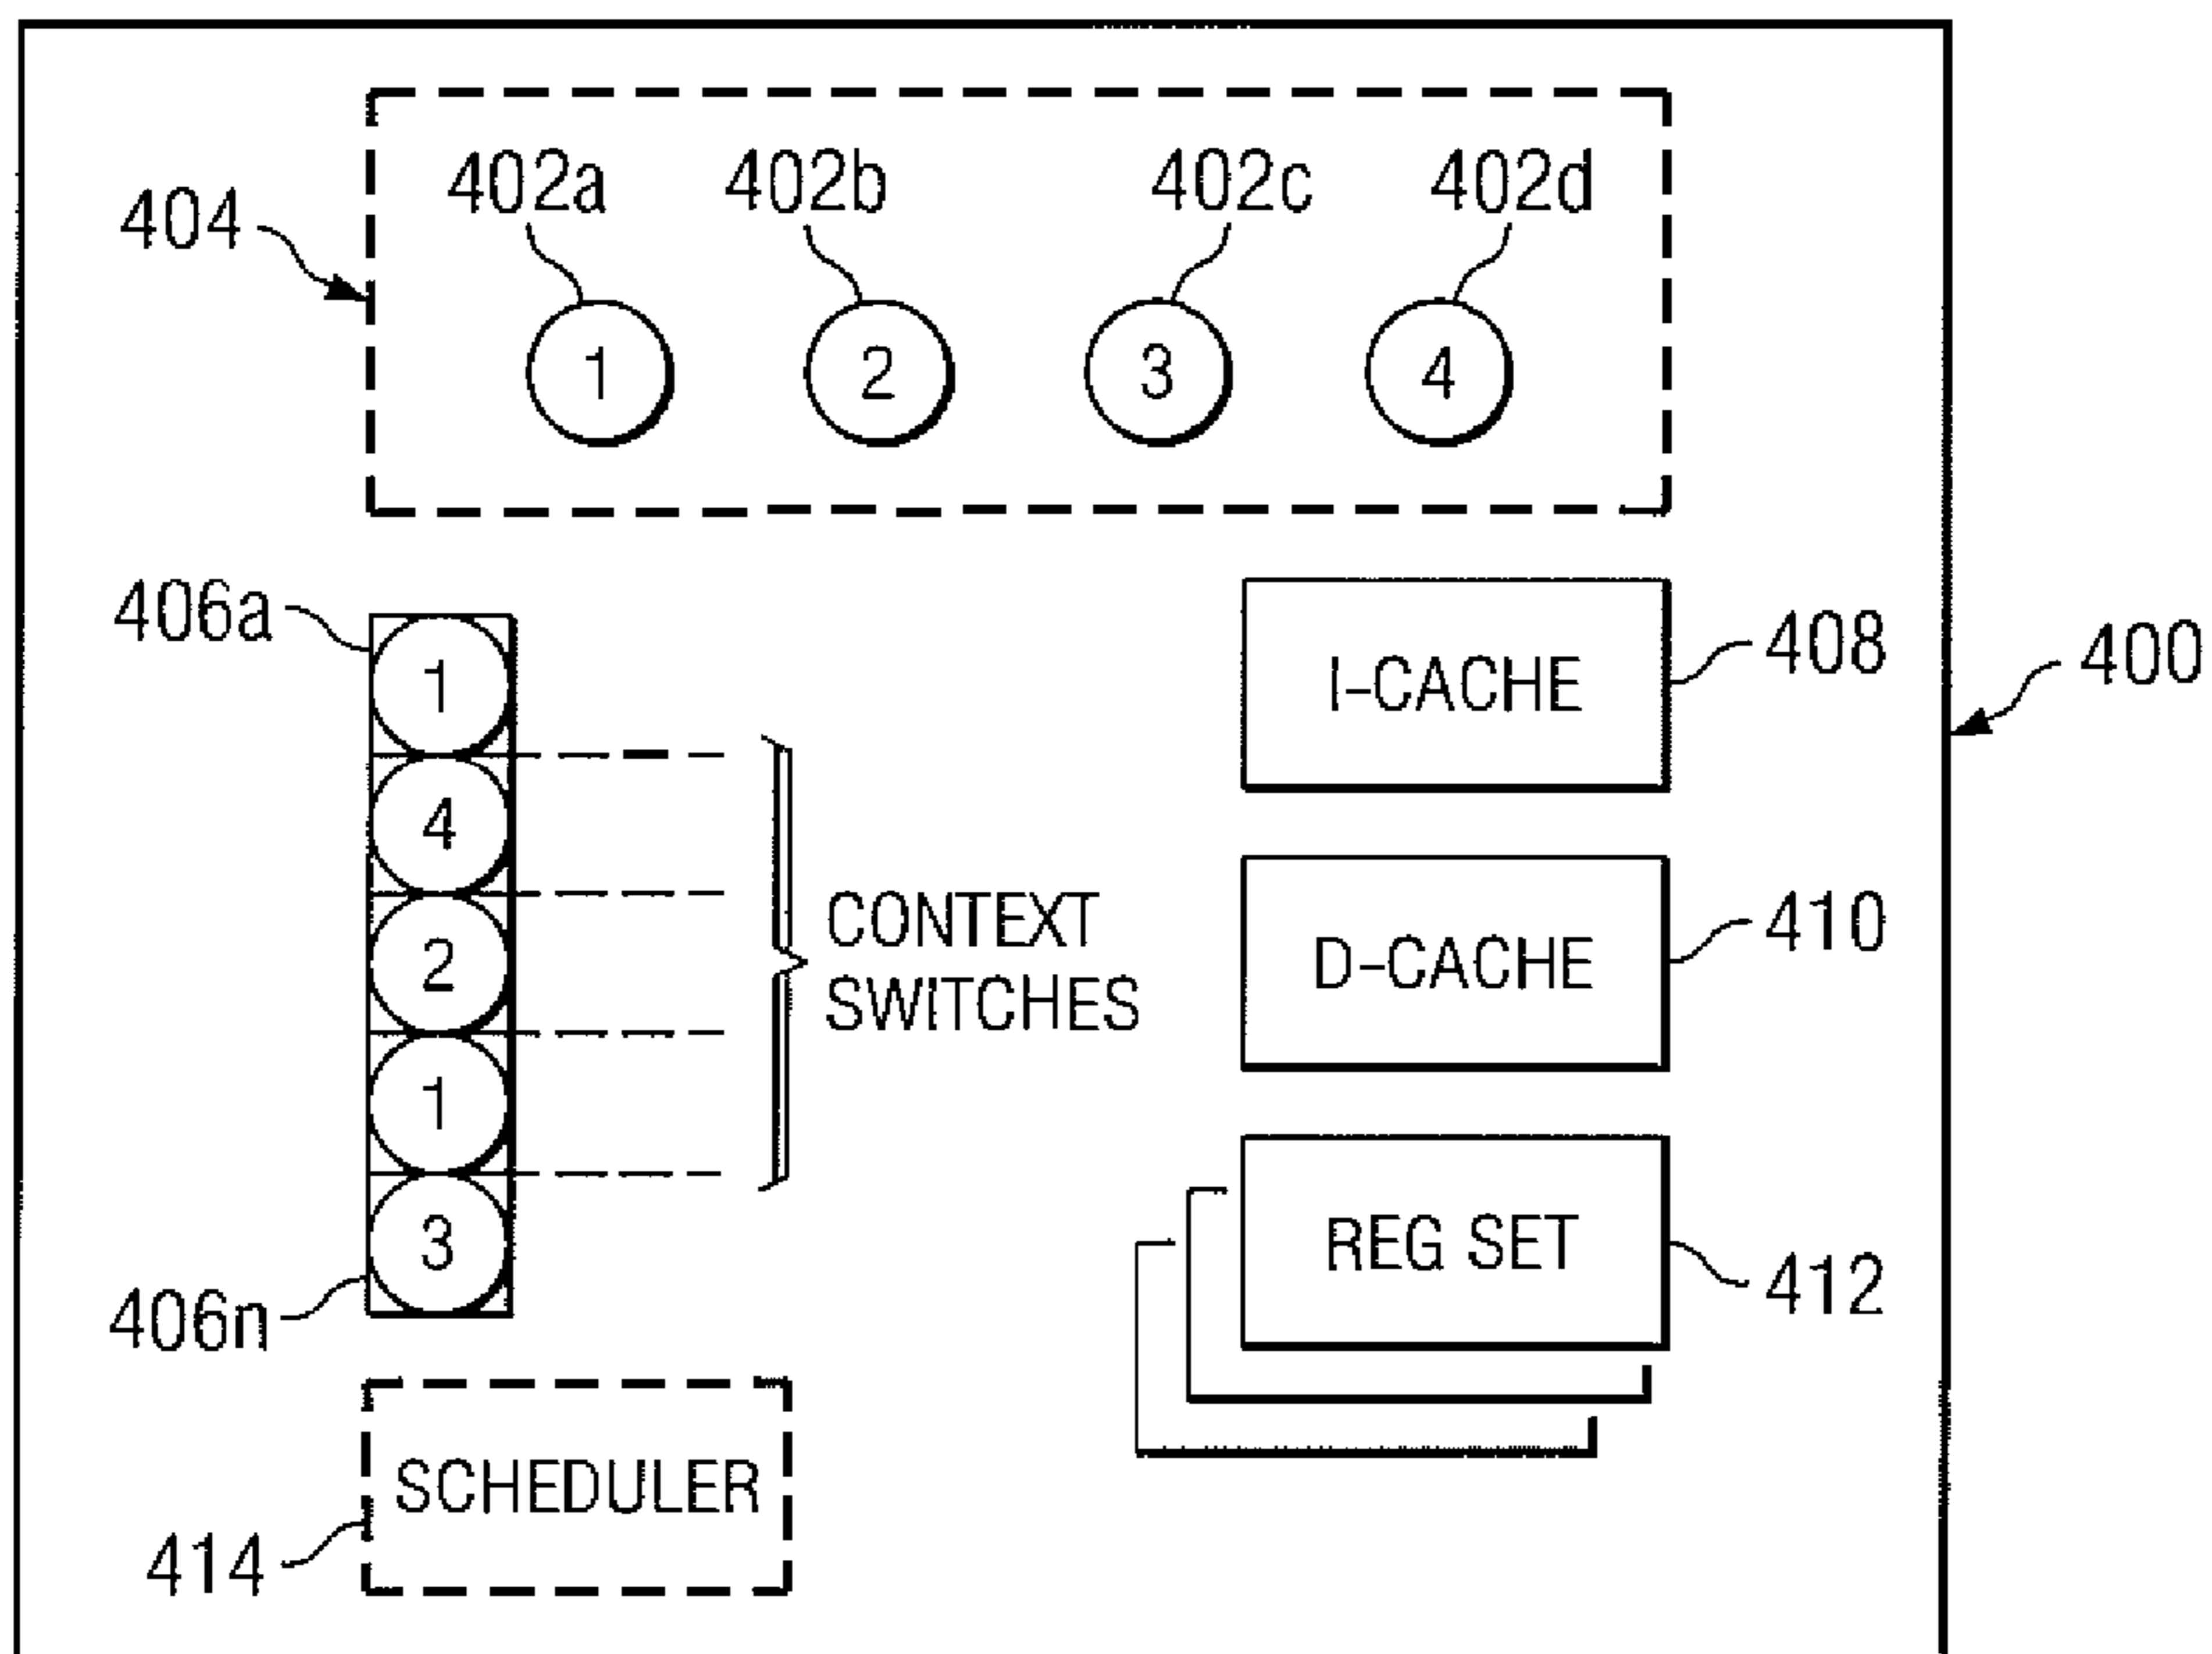 402a 402b 402c 402d
404
1 2 3 4
406a
1
4
2
1
3
406n
CONTEXT
SWITCHES
I-CACHE
408
400
D-CACHE
410
REG SET
412
SCHEDULER
414